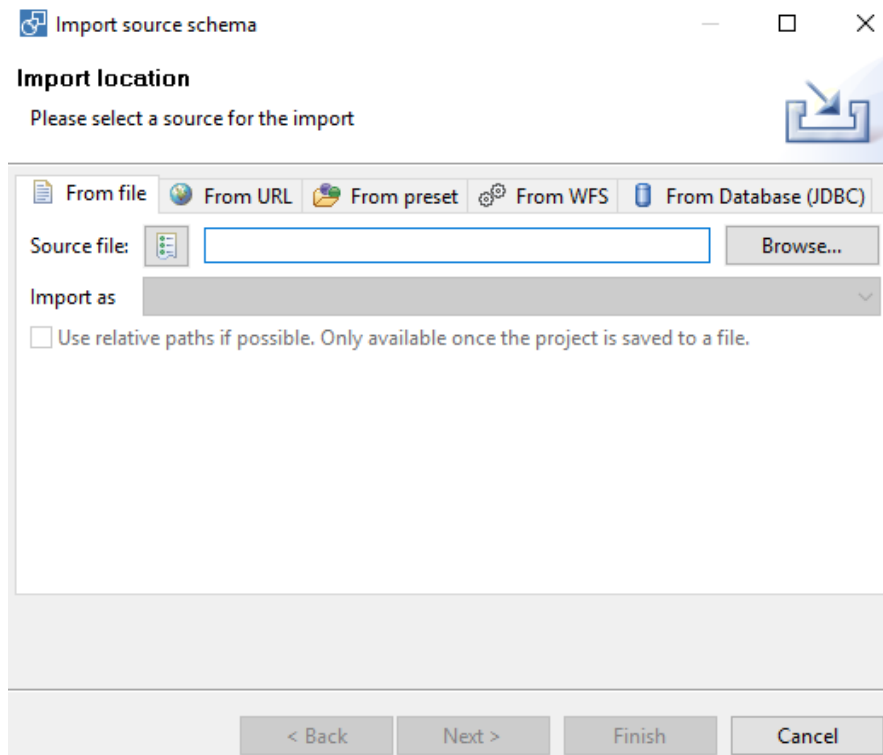 Import source schema
Import location
Please select a source for the import
From file From URL From preset From WFS From Database (JDBC)
Source file: Browse...
Import as
Use relative paths if possible. Only available once the project is saved to a file.
< Back Next > Finish Cancel